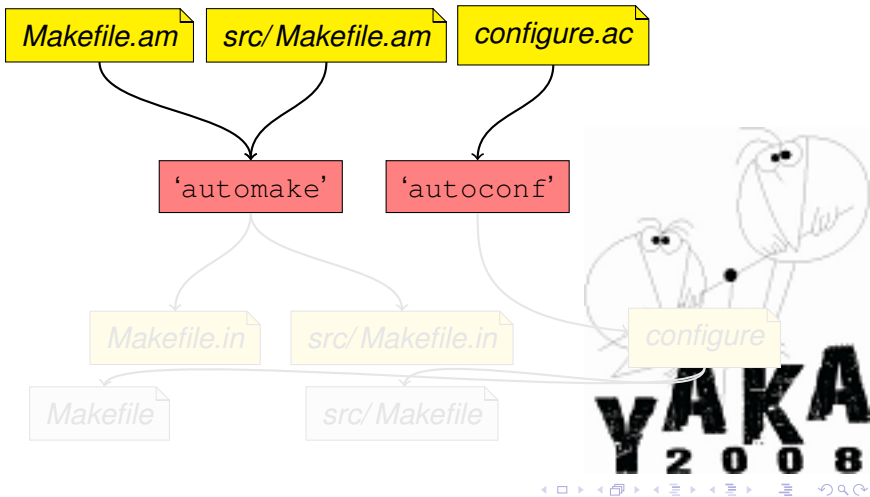 Makefile.am src/ Makefile.am configure.ac
‘automake’ ‘autoconf’
Makefile.in src/ Makefile.in configure
Makefile src/ Makefile
YAKA
2008